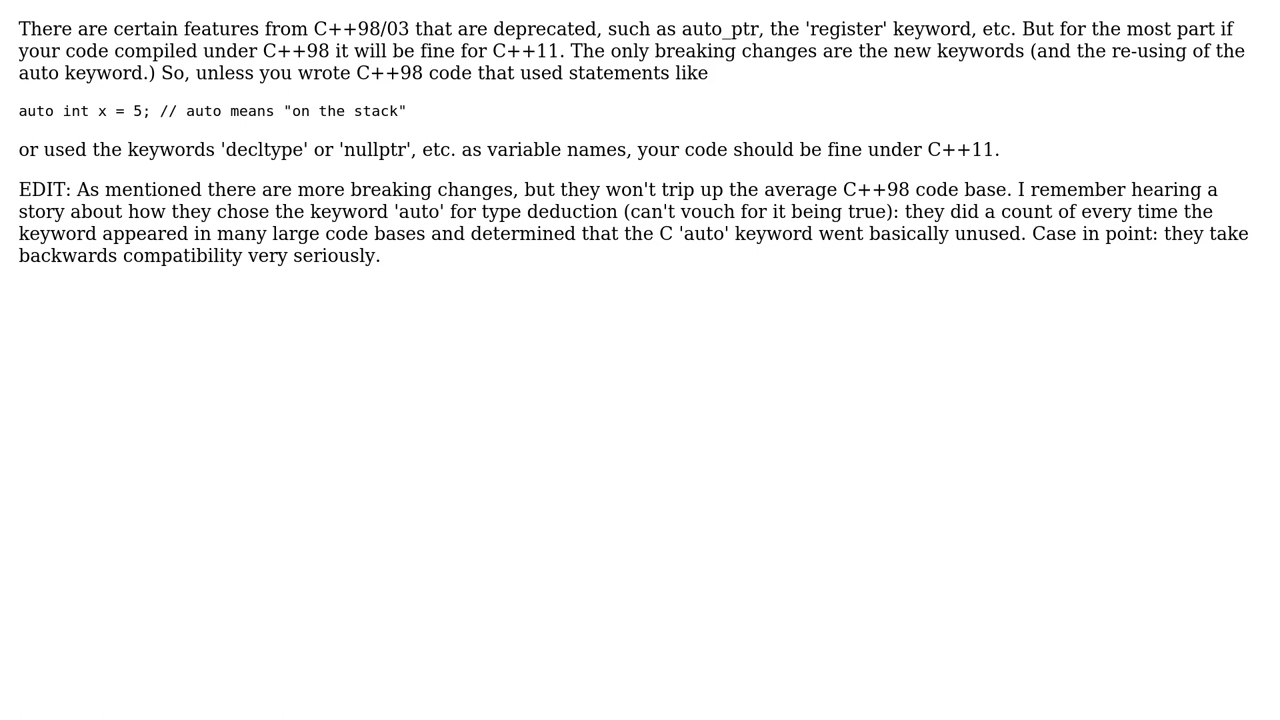 There are certain features from C++98/03 that are deprecated, such as auto_ptr, the 'register' keyword, etc. But for the most part if
your code compiled under C++98 it will be fine for C++11. The only breaking changes are the new keywords (and the re-using of the
auto keyword.) So, unless you wrote C++98 code that used statements like
auto int x = 5; // auto means "on the stack"
or used the keywords 'decltype' or 'nullptr', etc. as variable names, your code should be fine under C++11.
EDIT: As mentioned there are more breaking changes, but they won't trip up the average C++98 code base. I remember hearing a
story about how they chose the keyword 'auto' for type deduction (can't vouch for it being true): they did a count of every time the
keyword appeared in many large code bases and determined that the C 'auto' keyword went basically unused. Case in point: they take
backwards compatibility very seriously.